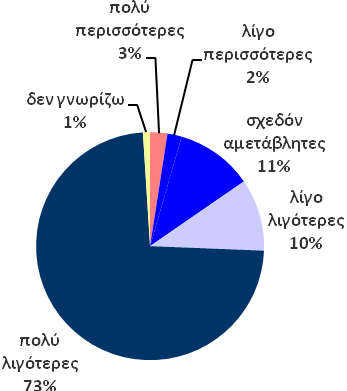 πολύ
περισσότερες
3%
λίγο
περισσότερες
2%
δεν γνωρίζω
1%
σχεδόν
αμετάβλητες
11%
λίγο
λιγότερες
10%
πολύ
λιγότερες
73%